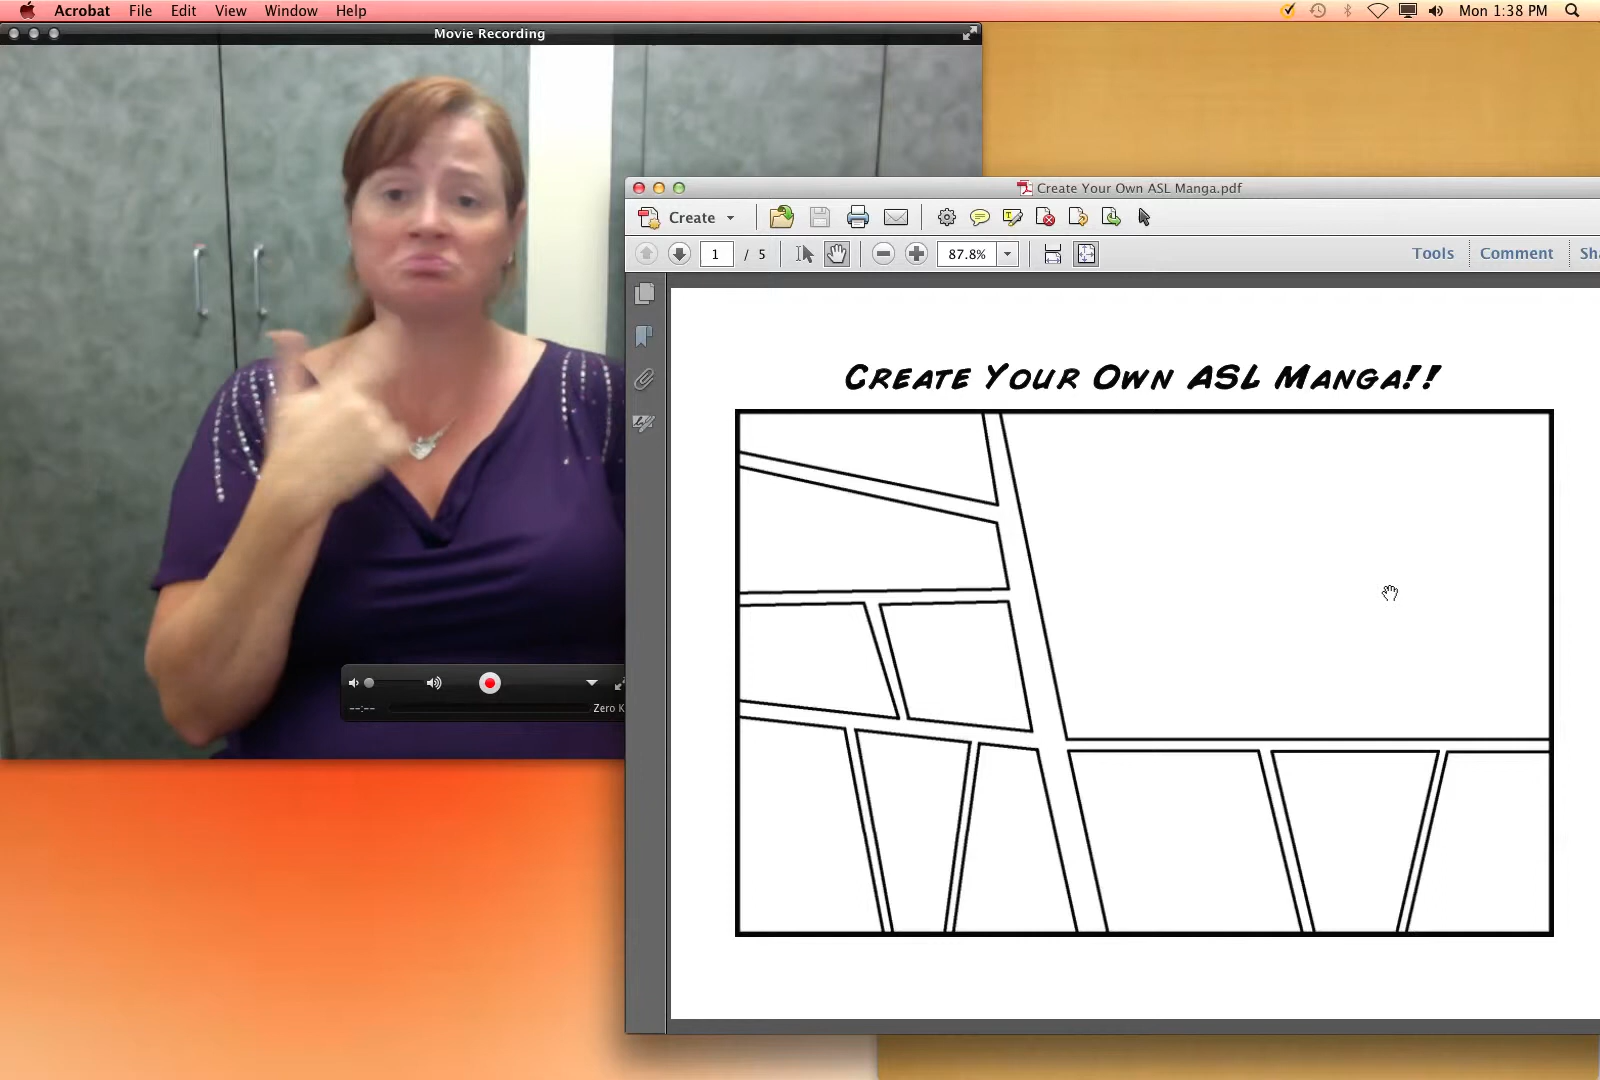 Acrobat File Edit View Window Help Mon 1:38 PM
Movie Recording
Create Your Own ASL Manga.pdf
Create
1 / 5 87.8% Tools Comment Sha
--:-- Zero K
CREATE YOUR OWN ASL MANGA!!